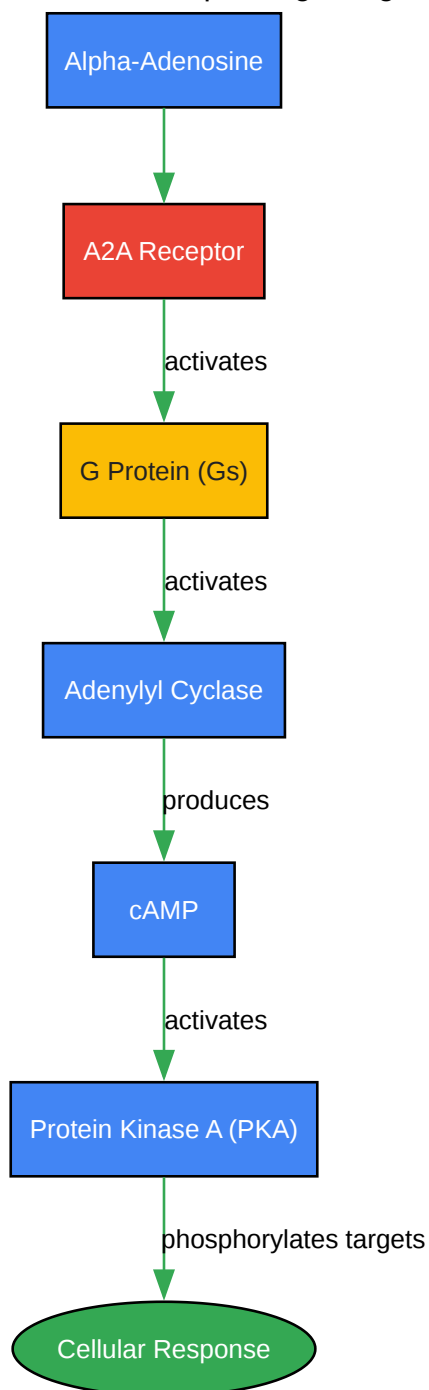 Alpha-Adenosine
A2A Receptor
activates
G Protein (Gs)
activates
Adenylyl Cyclase
produces
cAMP
activates
Protein Kinase A (PKA)
phosphorylates targets
Cellular Response